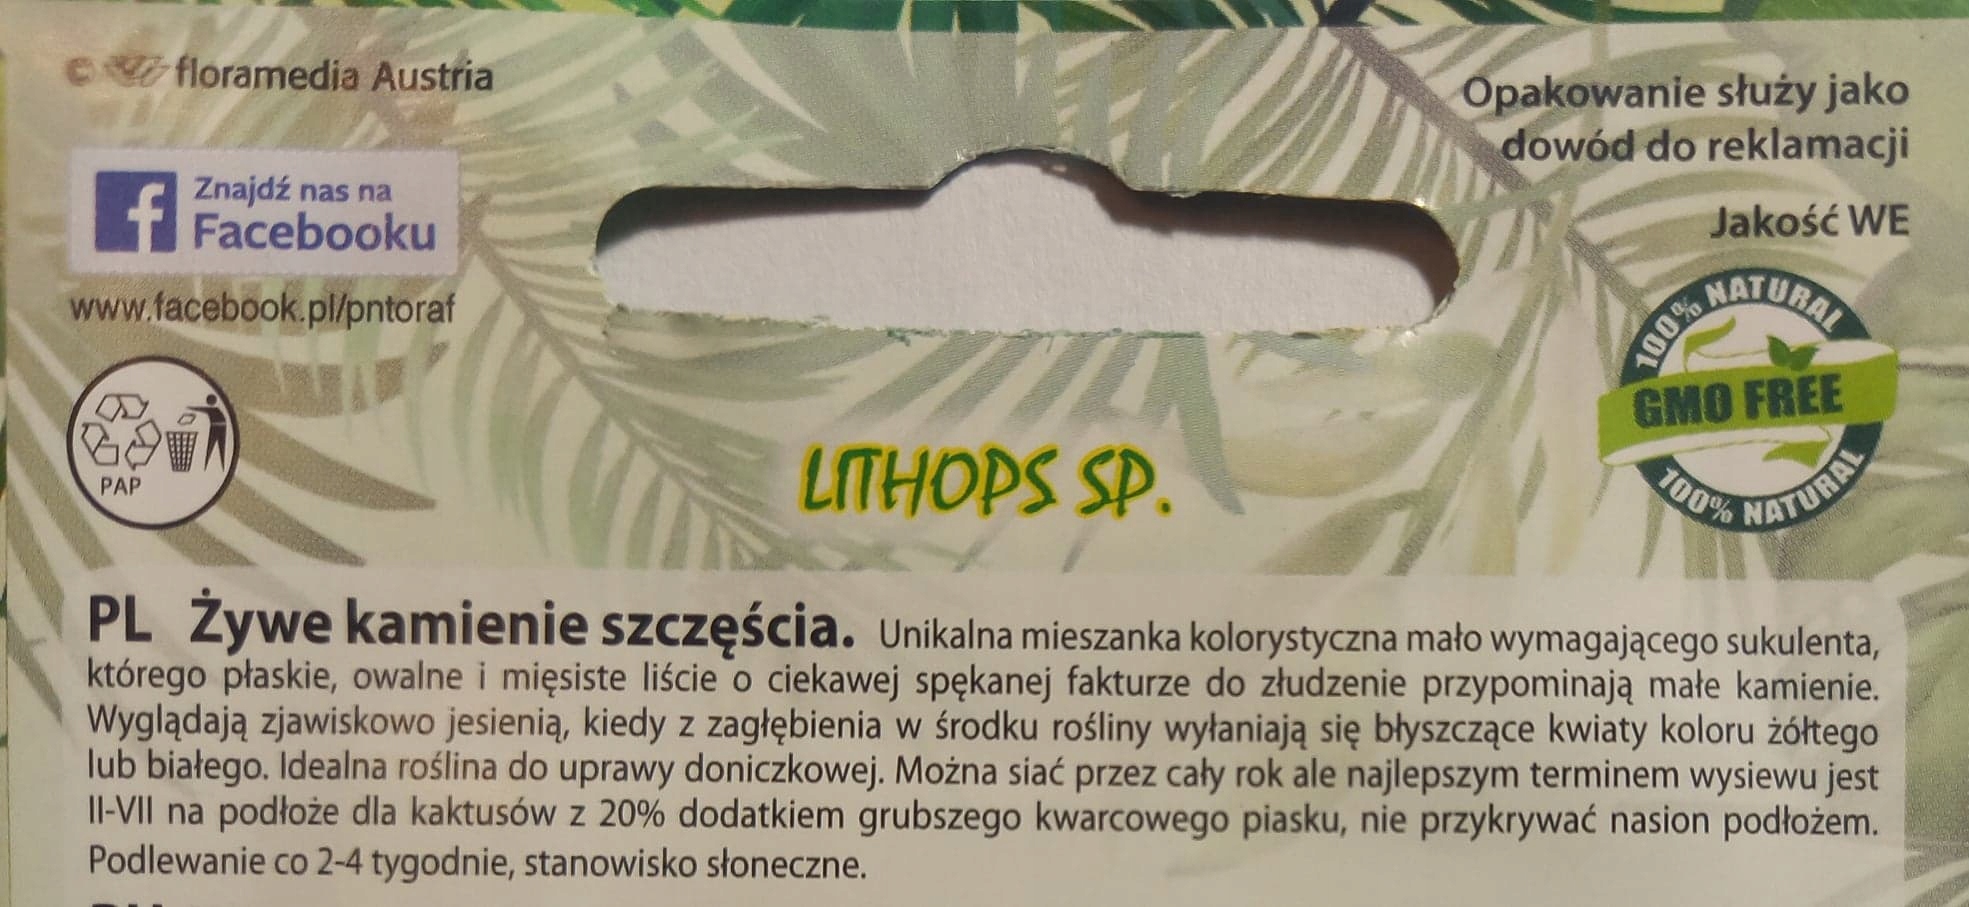 © floramedia Austria
Znajdź nas na
Facebooku
www.facebook.pl/pntoraf
PAP
Opakowanie służy jako
dowód do reklamacji
Jakość WE
100% NATURAL
GMO FREE
100% NATURAL
LITHOPS SP.
PL Żywe kamienie szczęścia. Unikalna mieszanka kolorystyczna mało wymagającego sukulenta,
którego płaskie, owalne i mięsiste liście o ciekawej spękanej fakturze do złudzenie przypominają małe kamienie.
Wyglądają zjawiskowo jesienią, kiedy z zagłębienia w środku rośliny wyłaniają się błyszczące kwiaty koloru żółtego
lub białego. Idealna roślina do uprawy doniczkowej. Można siać przez cały rok ale najlepszym terminem wysiewu jest
II-VII na podłoże dla kaktusów z 20% dodatkiem grubszego kwarcowego piasku, nie przykrywać nasion podłożem.
Podlewanie co 2-4 tygodnie, stanowisko słoneczne.